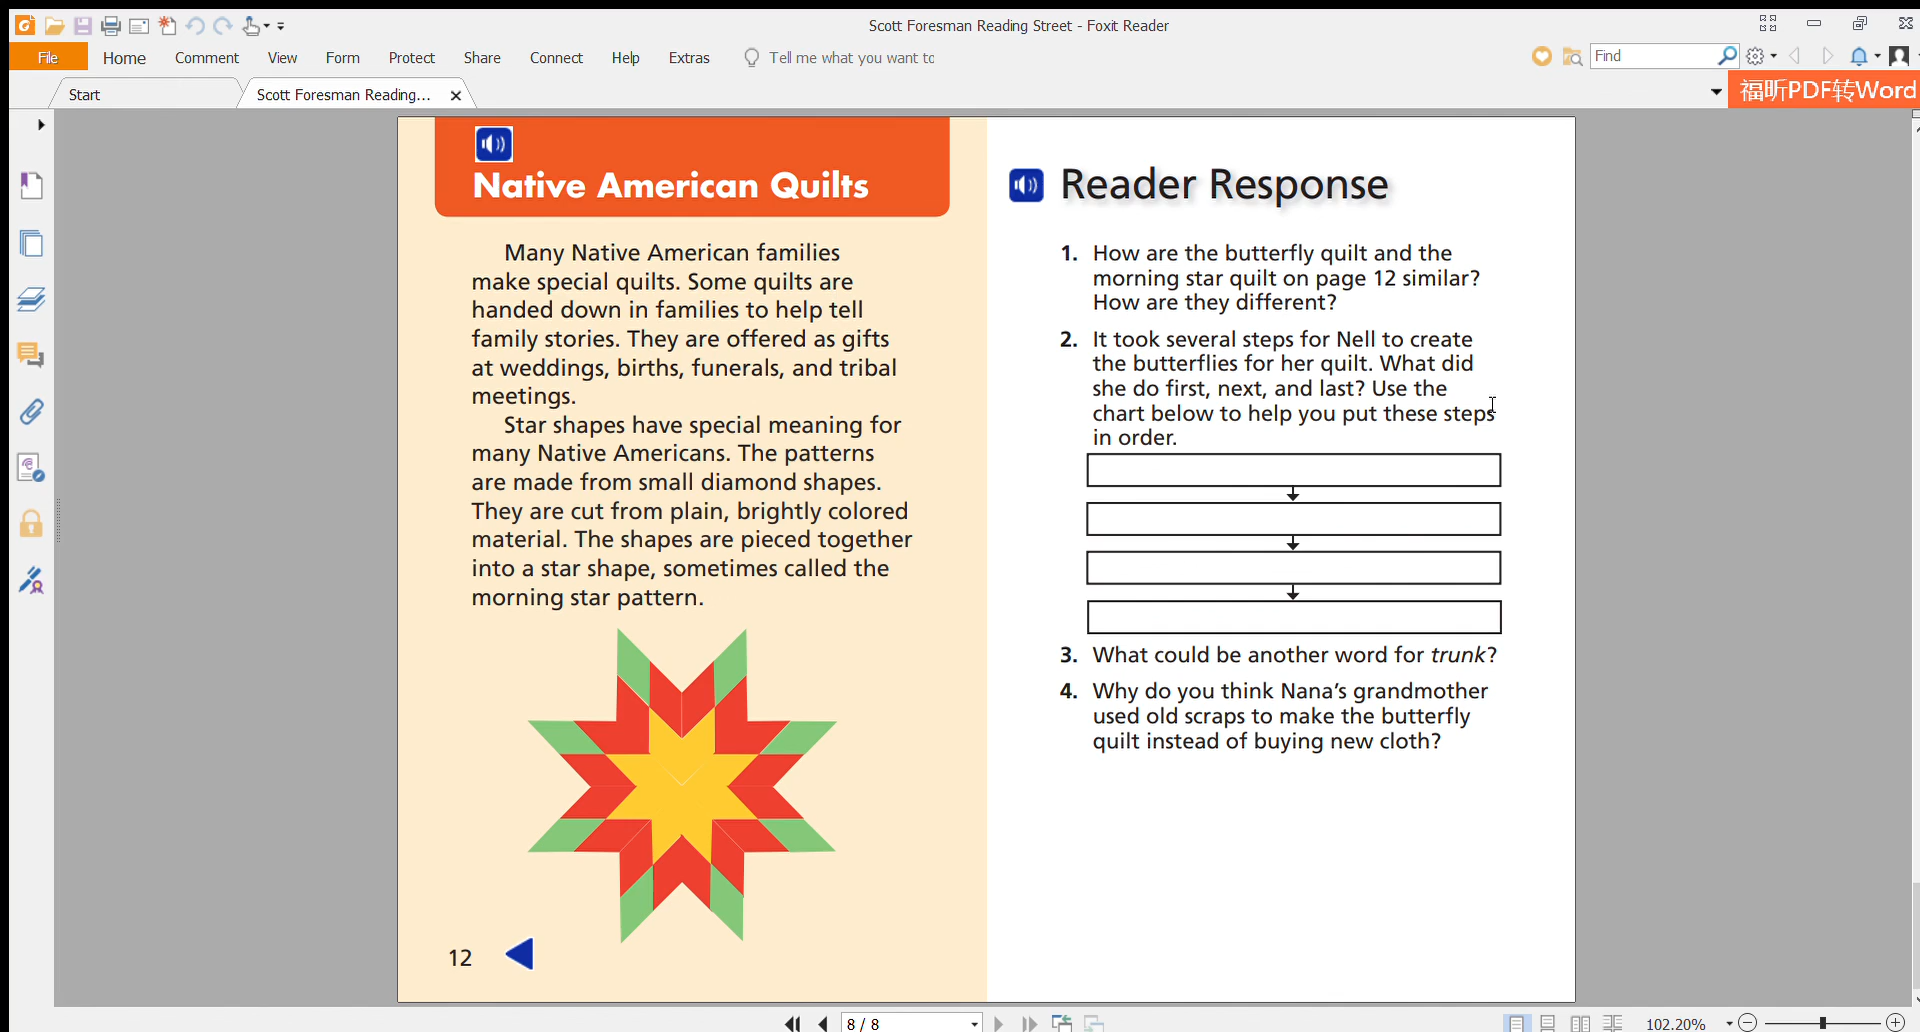 Scott Foresman Reading Street - Foxit Reader
File Home Comment View Form Protect Share Connect Help Extras Tell me what you want to Find
Start Scott Foresman Reading... 福昕PDF转Word
Native American Quilts
Many Native American families
make special quilts. Some quilts are
handed down in families to help tell
family stories. They are offered as gifts
at weddings, births, funerals, and tribal
meetings.
Star shapes have special meaning for
many Native Americans. The patterns
are made from small diamond shapes.
They are cut from plain, brightly colored
material. The shapes are pieced together
into a star shape, sometimes called the
morning star pattern.
12
Reader Response
1. How are the butterfly quilt and the
morning star quilt on page 12 similar?
How are they different?
2. It took several steps for Nell to create
the butterflies for her quilt. What did
she do first, next, and last? Use the
chart below to help you put these steps
in order.
3. What could be another word for trunk?
4. Why do you think Nana's grandmother
used old scraps to make the butterfly
quilt instead of buying new cloth?
8 / 8 102.20%